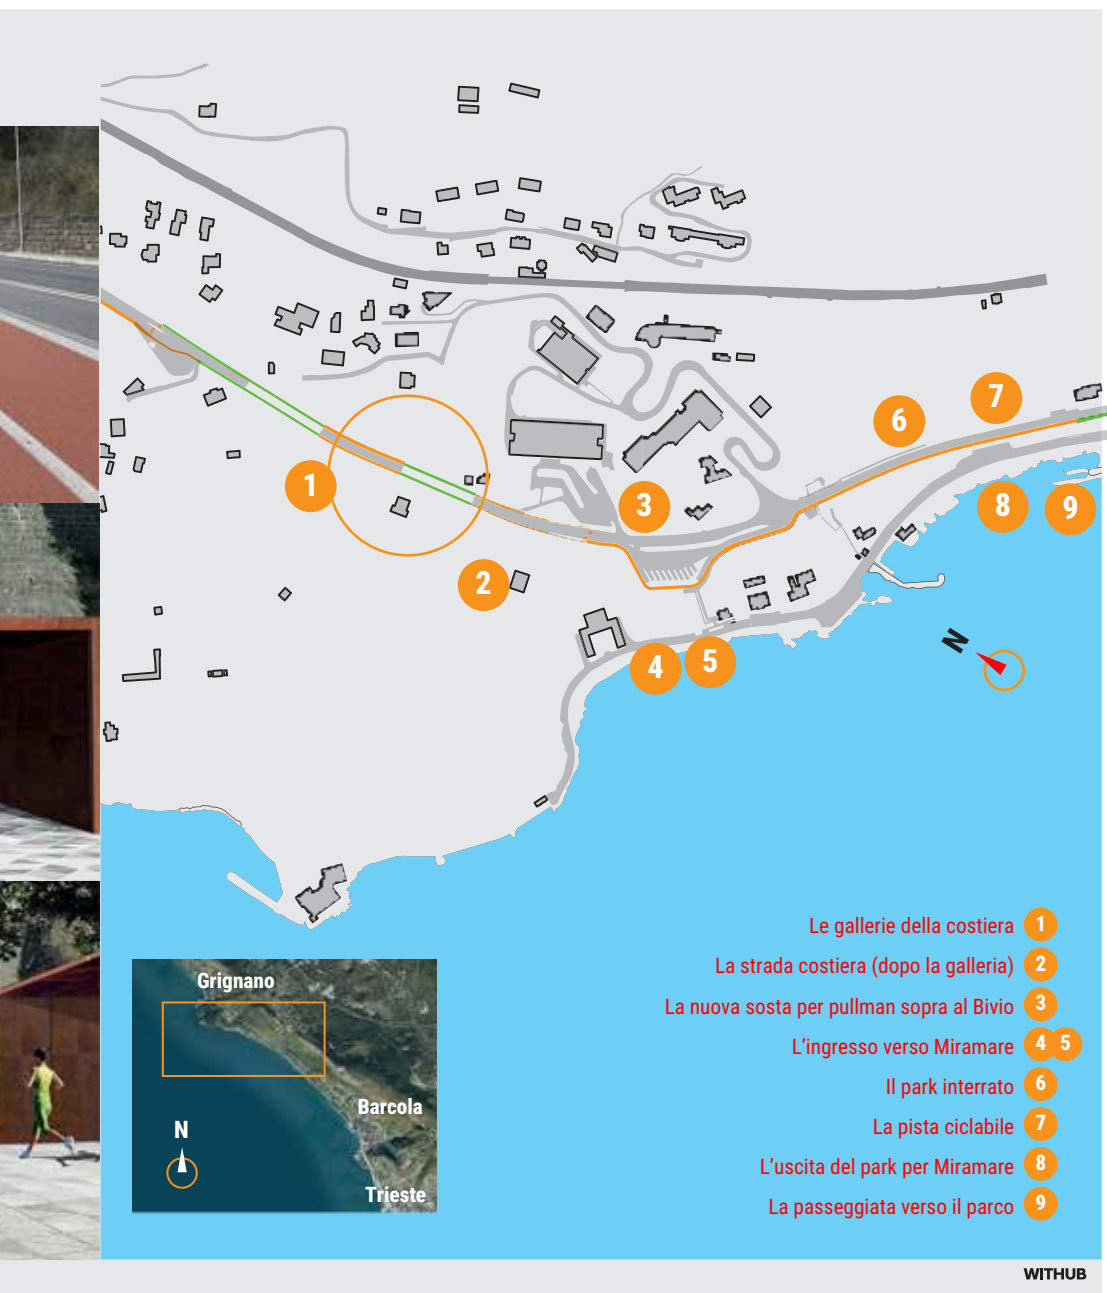 6
7
1
3
8
9
2
4
5
N
Le gallerie della costiera 1
La strada costiera (dopo la galleria) 2
La nuova sosta per pullman sopra al Bivio 3
L'ingresso verso Miramare 4 5
Il park interrato 6
La pista ciclabile 7
L'uscita del park per Miramare 8
La passeggiata verso il parco 9
Grignano
Barcola
N
Trieste
WITHUB